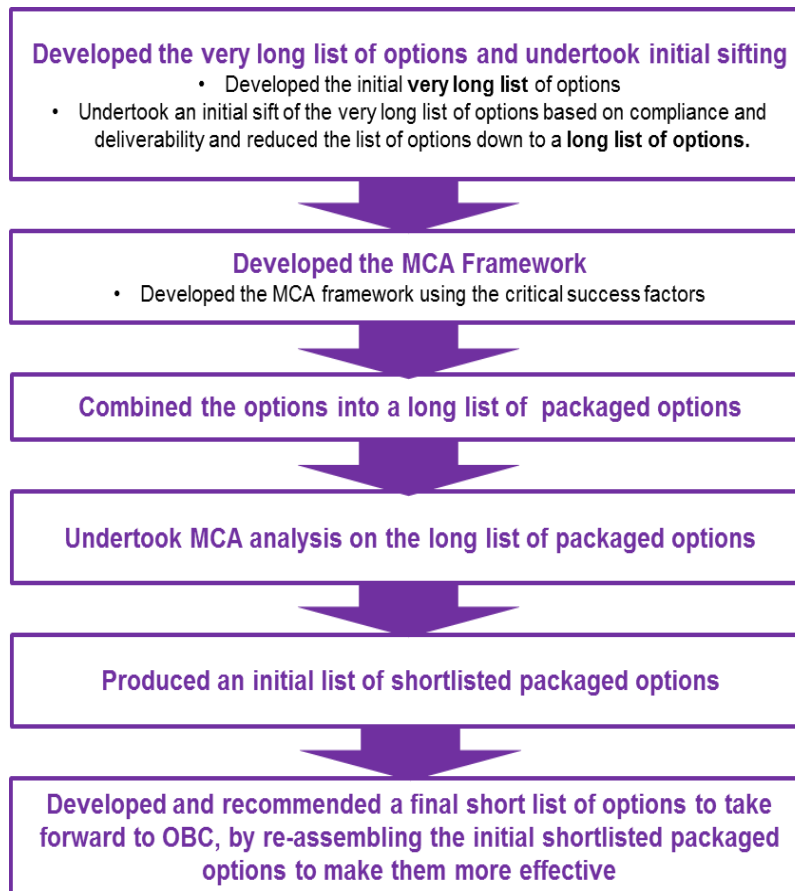 Developed the very long list of options and undertook initial sifting
• Developed the initial very long list of options
• Undertook an initial sift of the very long list of options based on compliance and
deliverability and reduced the list of options down to a long list of options.
Developed the MCA Framework
• Developed the MCA framework using the critical success factors
Combined the options into a long list of packaged options
Undertook MCA analysis on the long list of packaged options
Produced an initial list of shortlisted packaged options
Developed and recommended a final short list of options to take
forward to OBC, by re-assembling the initial shortlisted packaged
options to make them more effective